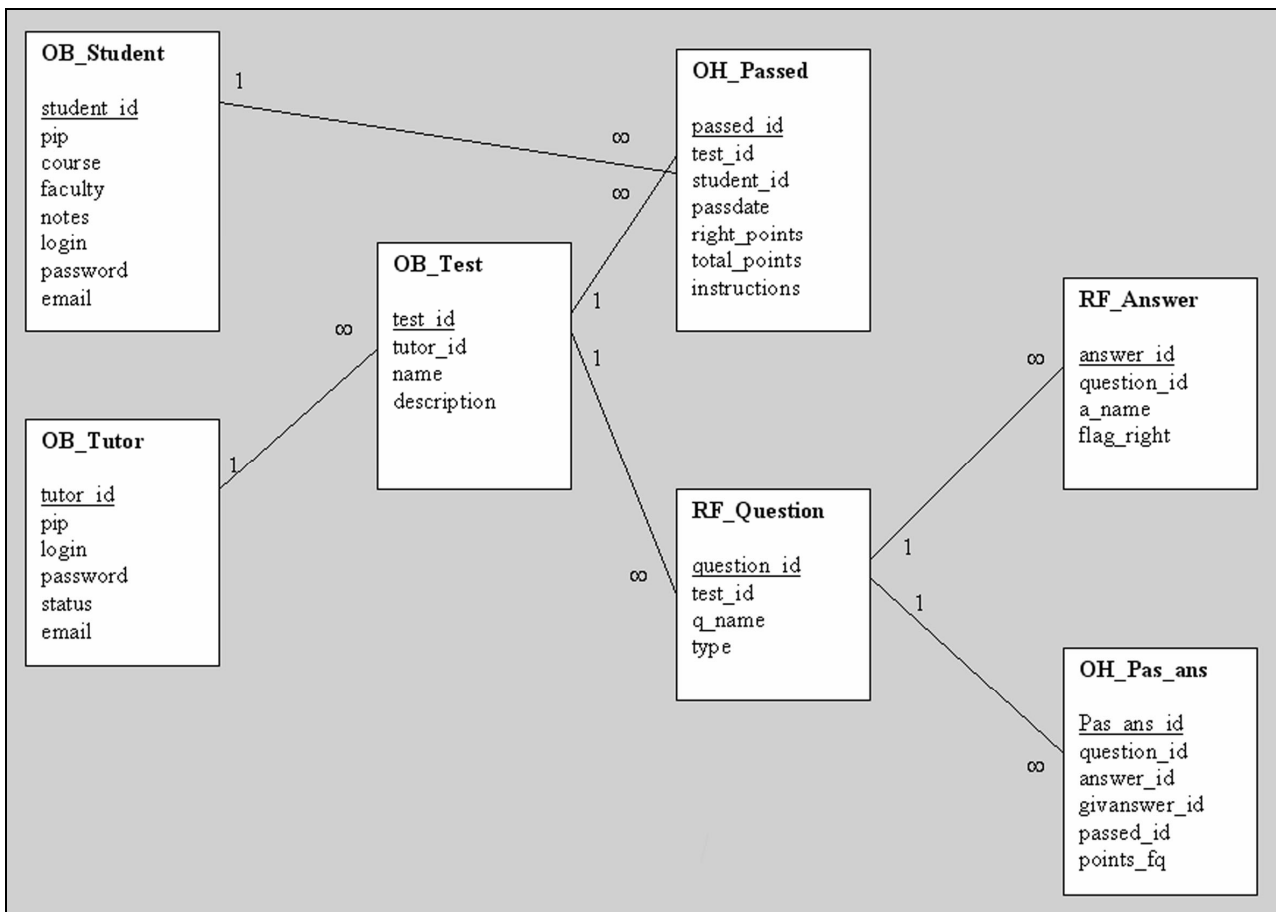 OB_Student
student_id
pip
course
faculty
notes
login
password
email
1
∞
∞
OH_Passed
passed_id
test_id
student_id
passdate
right_points
total_points
instructions
OB_Test
test_id
tutor_id
name
description
1
1
∞
OB_Tutor
tutor_id
pip
login
password
status
email
1
∞
RF_Question
question_id
test_id
q_name
type
1
1
∞
RF_Answer
answer_id
question_id
a_name
flag_right
∞
OH_Pas_ans
Pas_ans_id
question_id
answer_id
givanswer_id
passed_id
points_fq